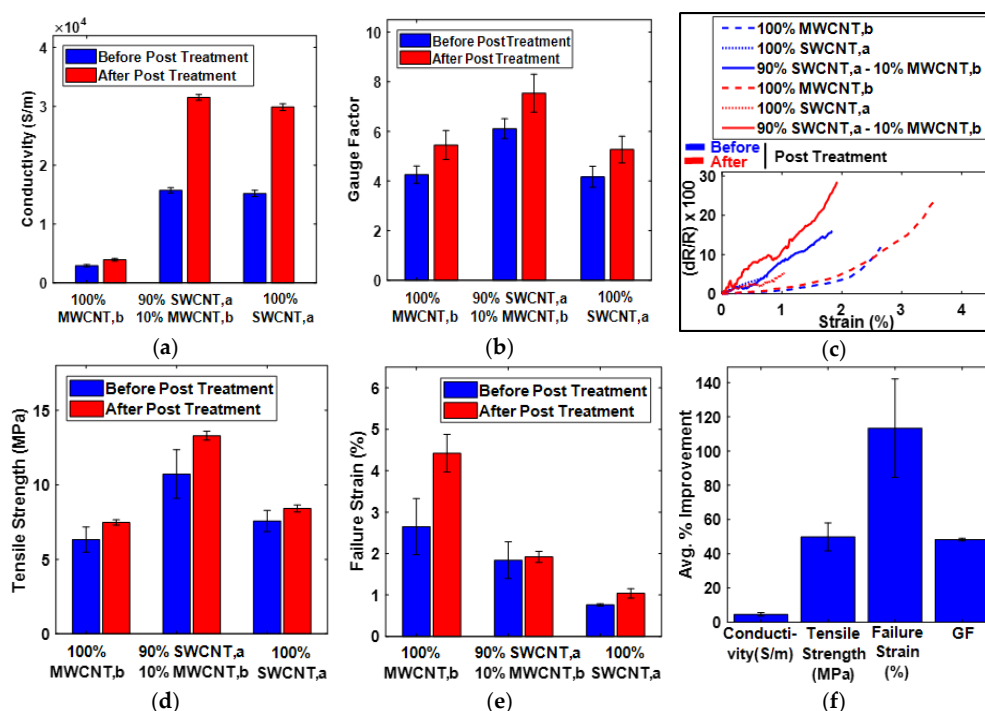 ×10⁴
4
3
2
1
0
Conductivity (S/m)
Before Post Treatment
After Post Treatment
100%
MWCNT,b
90% SWCNT,a
10% MWCNT,b
100%
SWCNT,a
(a)
10
8
6
4
2
0
Gauge Factor
Before Post Treatment
After Post Treatment
100%
MWCNT,b
90% SWCNT,a
10% MWCNT,b
100%
SWCNT,a
(b)
100% MWCNT,b
100% SWCNT,a
90% SWCNT,a - 10% MWCNT,b
100% MWCNT,b
100% SWCNT,a
90% SWCNT,a - 10% MWCNT,b
Before
After
Post Treatment
30
20
10
0
(dR/R) x 100
0 1 2 3 4
Strain (%)
(c)
15
10
5
0
Tensile Strength (MPa)
Before Post Treatment
After Post Treatment
100%
MWCNT,b
90% SWCNT,a
10% MWCNT,b
100%
SWCNT,a
(d)
6
5
4
3
2
1
0
Failure Strain (%)
Before Post Treatment
After Post Treatment
100%
MWCNT,b
90% SWCNT,a
10% MWCNT,b
100%
SWCNT,a
(e)
140
120
100
80
60
40
20
0
Avg. % Improvement
Conducti-
vity(S/m)
Tensile
Strength
(MPa)
Failure
Strain
(%)
GF
(f)